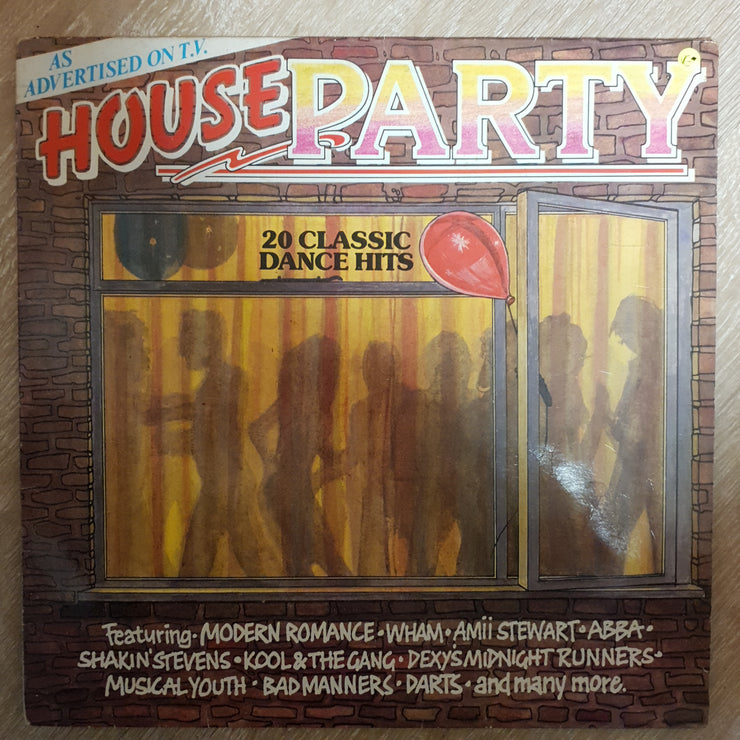 AS
ADVERTISED ON T.V.
HOUSE PARTY
20 CLASSIC
DANCE HITS
Featuring · MODERN ROMANCE · WHAM · AMii STEWART · ABBA ·
SHAKIN' STEVENS · KOOL & THE GANG · DEXY'S MIDNIGHT RUNNERS ·
MUSICAL YOUTH · BAD MANNERS · DARTS · and many more.